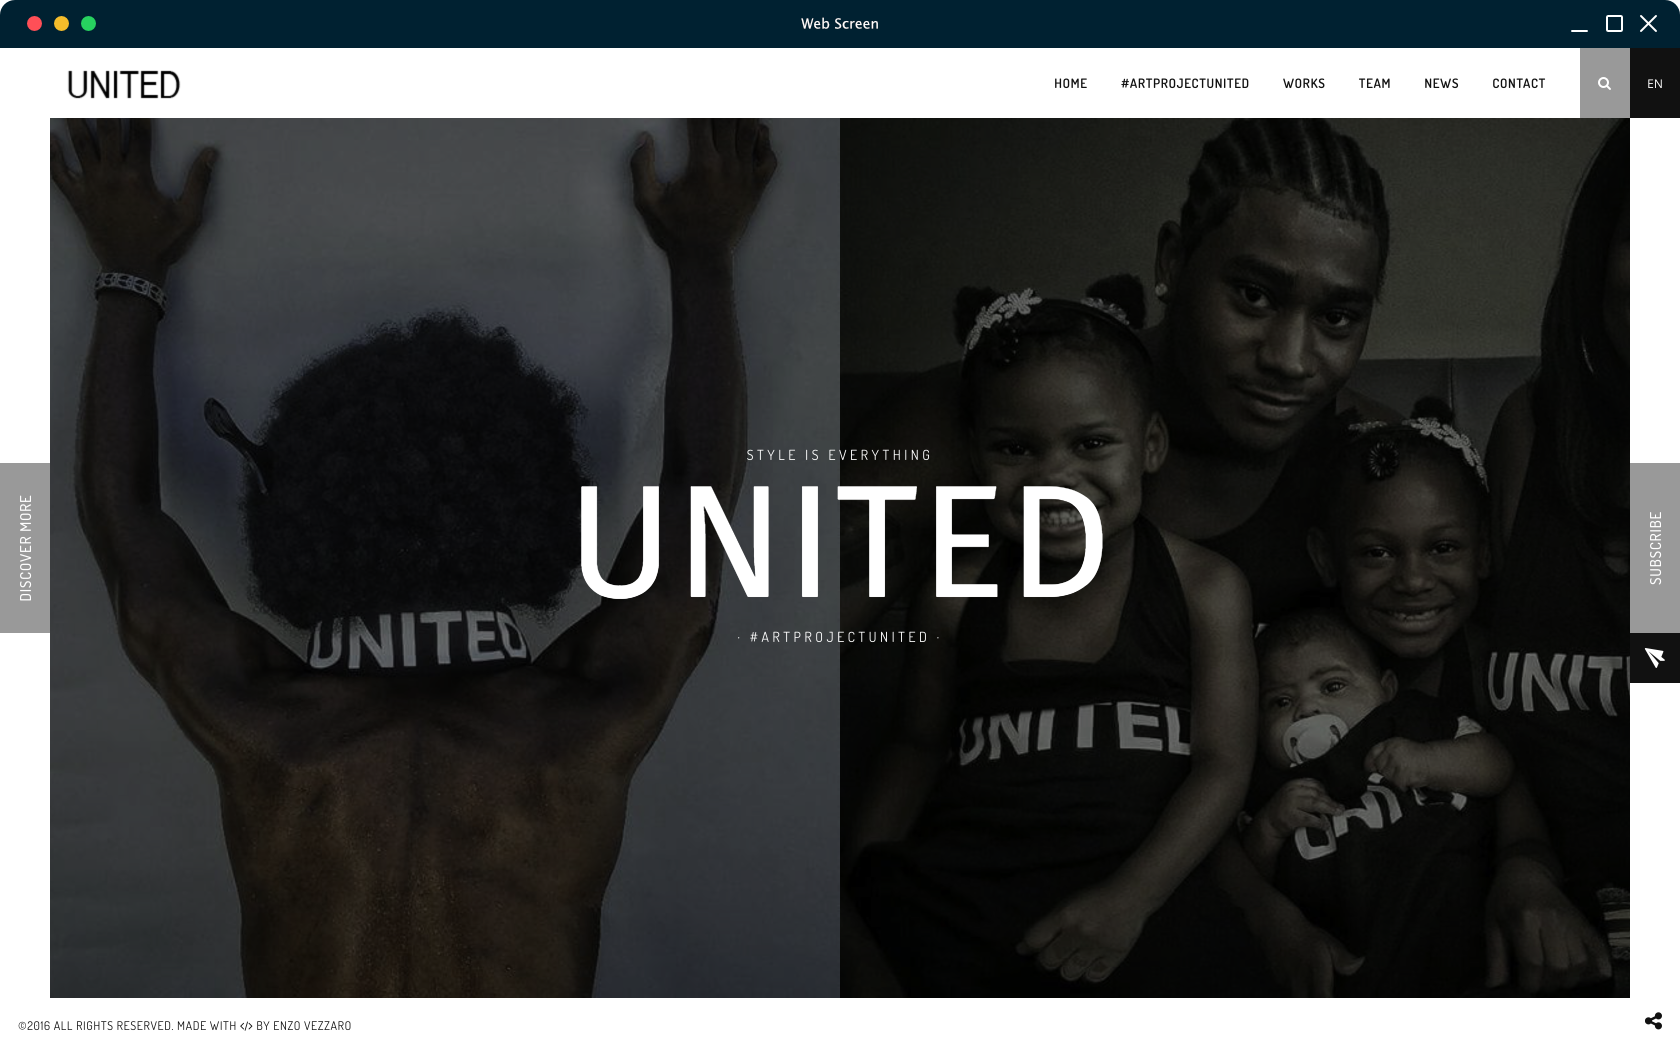 Web Screen
UNITED
HOME #ARTPROJECTUNITED WORKS TEAM NEWS CONTACT EN
STYLE IS EVERYTHING
UNITED
· #ARTPROJECTUNITED ·
DISCOVER MORE
SUBSCRIBE
UNITED
UNITED
UNIT
UNIT
©2016 ALL RIGHTS RESERVED. MADE WITH </> BY ENZO VEZZARO